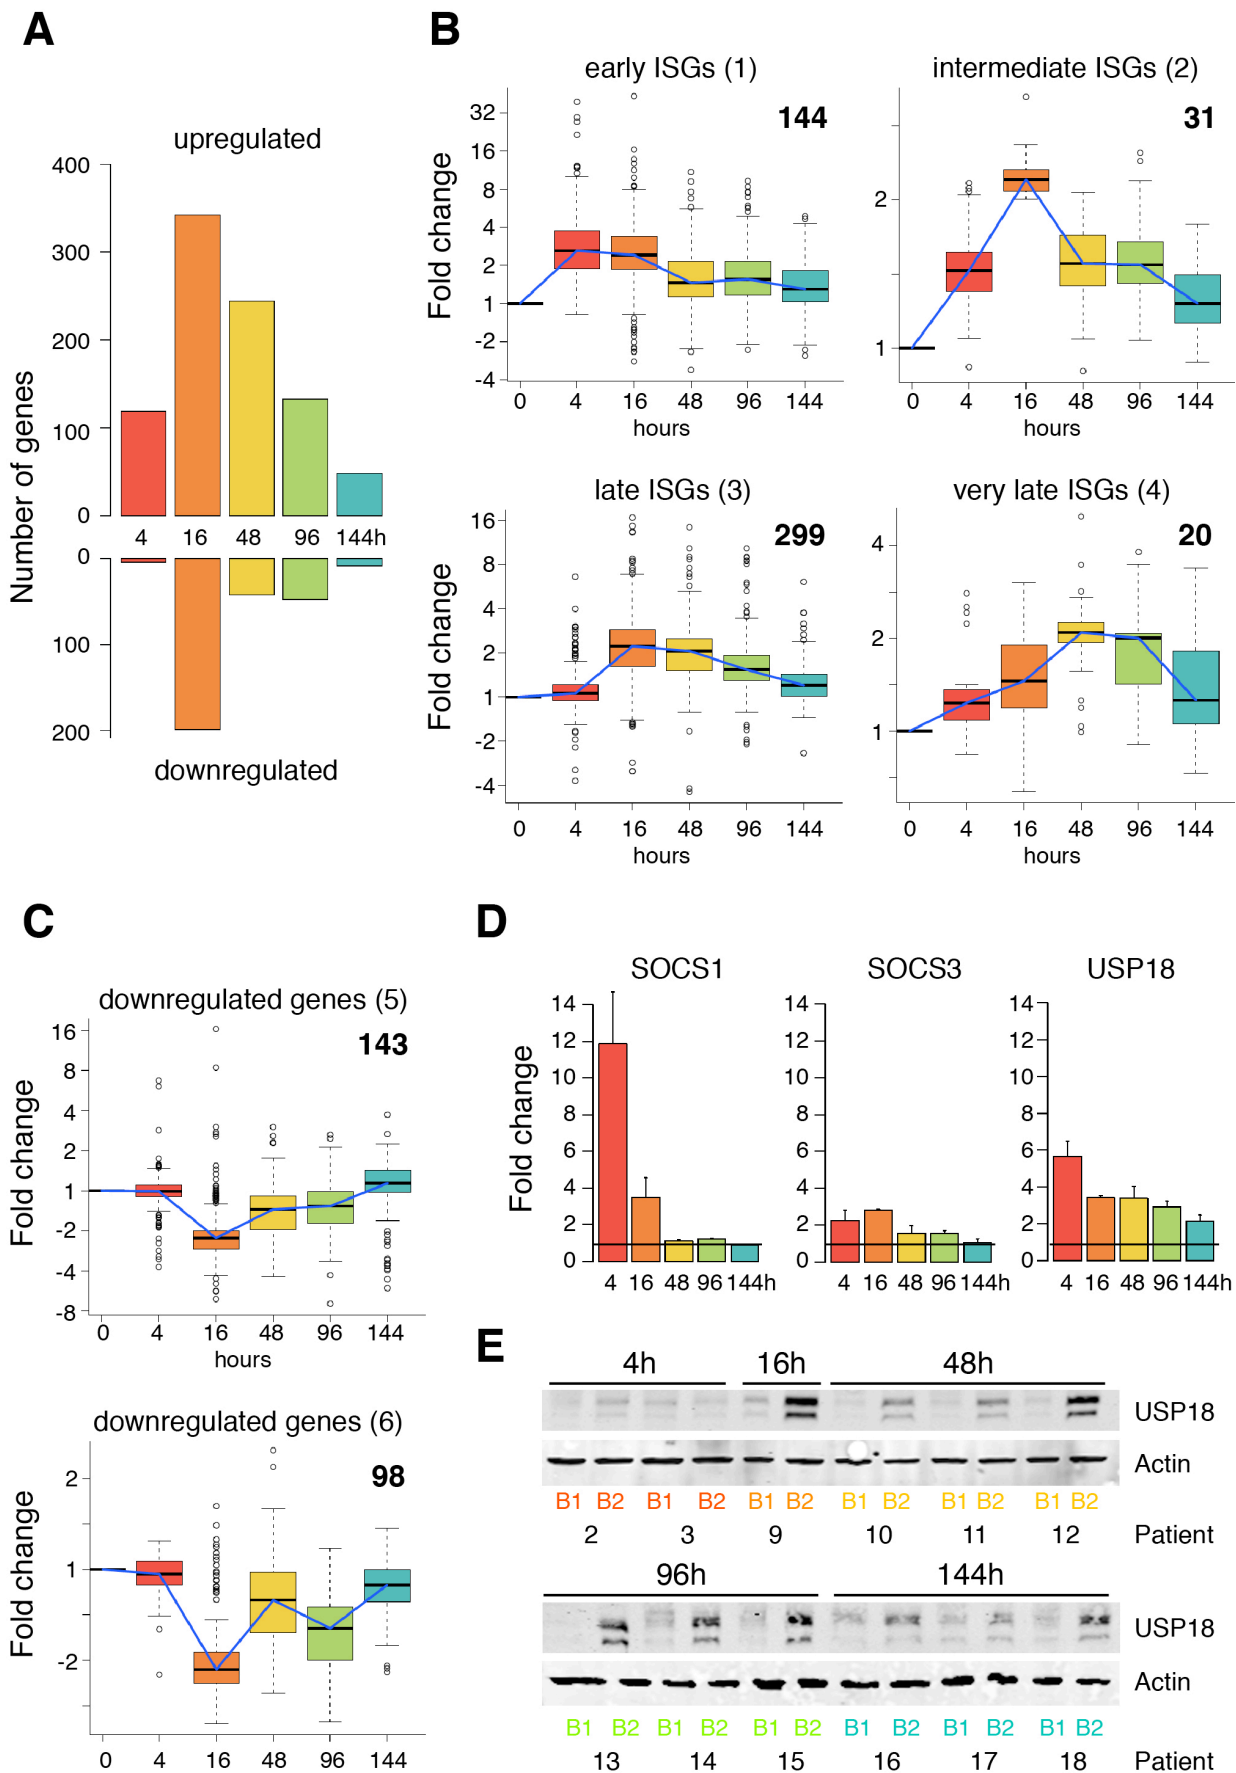 A
upregulated
400
300
200
100
0
4 16 48 96 144h
0
100
200
Number of genes
downregulated
B
early ISGs (1)
144
Fold change
32
16
8
4
2
1
-2
-4
0 4 16 48 96 144
hours
intermediate ISGs (2)
31
2
1
0 4 16 48 96 144
hours
late ISGs (3)
299
Fold change
16
8
4
2
1
-2
-4
0 4 16 48 96 144
hours
very late ISGs (4)
20
4
2
1
0 4 16 48 96 144
hours
C
downregulated genes (5)
143
Fold change
16
8
4
2
1
-2
-4
-8
0 4 16 48 96 144
hours
downregulated genes (6)
98
Fold change
2
1
-2
0 4 16 48 96 144
D
SOCS1
Fold change
14
12
10
8
6
4
2
0
4 16 48 96 144h
SOCS3
14
12
10
8
6
4
2
0
4 16 48 96 144h
USP18
14
12
10
8
6
4
2
0
4 16 48 96 144h
E
4h 16h 48h
USP18
Actin
B1 B2 B1 B2 B1 B2 B1 B2 B1 B2 B1 B2
2 3 9 10 11 12 Patient
96h 144h
USP18
Actin
B1 B2 B1 B2 B1 B2 B1 B2 B1 B2 B1 B2
13 14 15 16 17 18 Patient